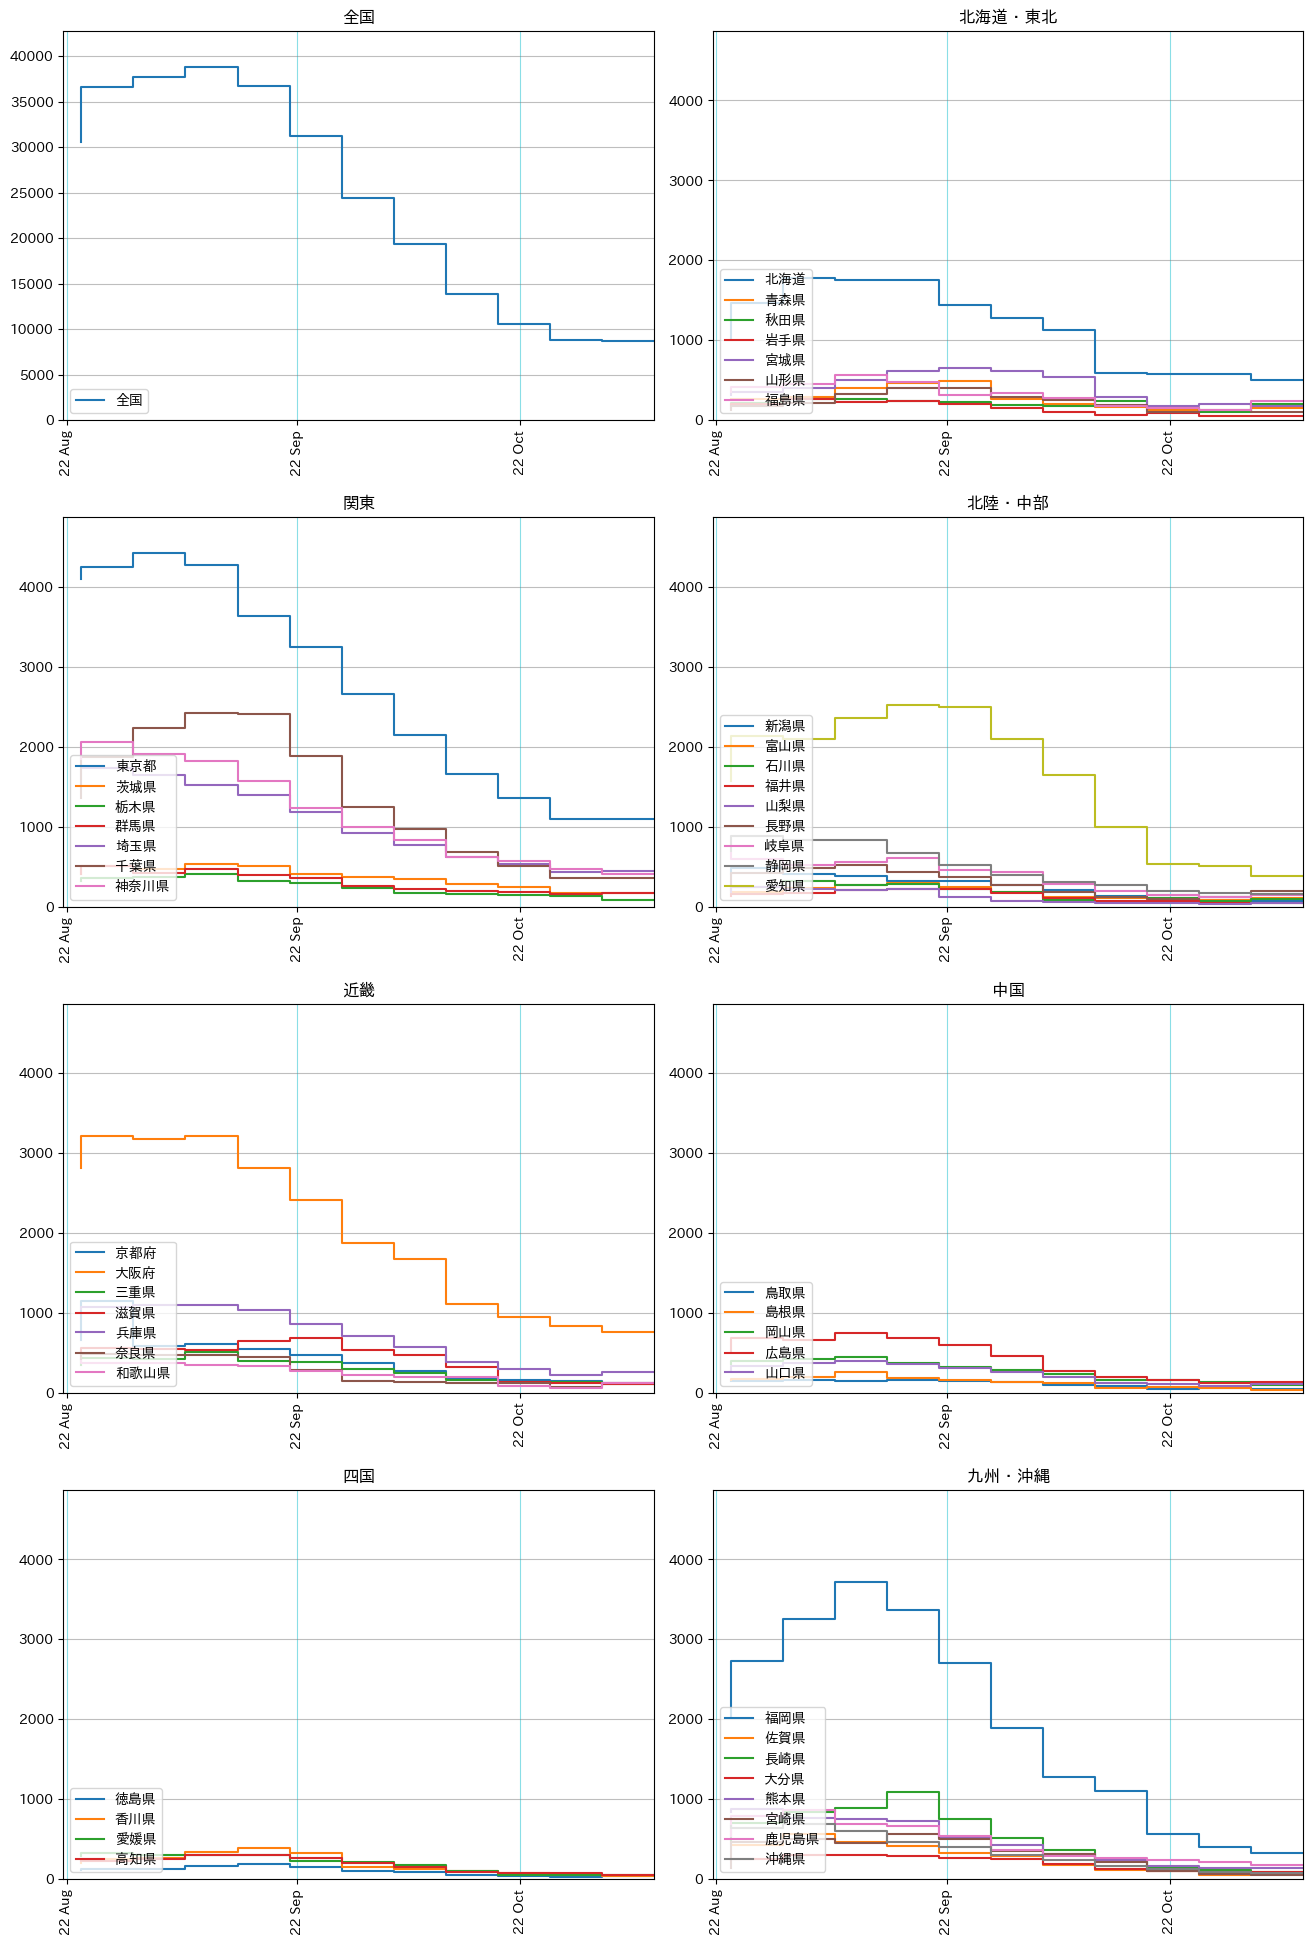 全国
40000
35000
30000
25000
20000
15000
10000
5000
0
全国
22 Aug
22 Sep
22 Oct
北海道・東北
4000
3000
2000
1000
0
北海道
青森県
秋田県
岩手県
宮城県
山形県
福島県
22 Aug
22 Sep
22 Oct
関東
4000
3000
2000
1000
0
東京都
茨城県
栃木県
群馬県
埼玉県
千葉県
神奈川県
22 Aug
22 Sep
22 Oct
北陸・中部
4000
3000
2000
1000
0
新潟県
富山県
石川県
福井県
山梨県
長野県
岐阜県
静岡県
愛知県
22 Aug
22 Sep
22 Oct
近畿
4000
3000
2000
1000
0
京都府
大阪府
三重県
滋賀県
兵庫県
奈良県
和歌山県
22 Aug
22 Sep
22 Oct
中国
4000
3000
2000
1000
0
鳥取県
島根県
岡山県
広島県
山口県
22 Aug
22 Sep
22 Oct
四国
4000
3000
2000
1000
0
徳島県
香川県
愛媛県
高知県
22 Aug
22 Sep
22 Oct
九州・沖縄
4000
3000
2000
1000
0
福岡県
佐賀県
長崎県
大分県
熊本県
宮崎県
鹿児島県
沖縄県
22 Aug
22 Sep
22 Oct